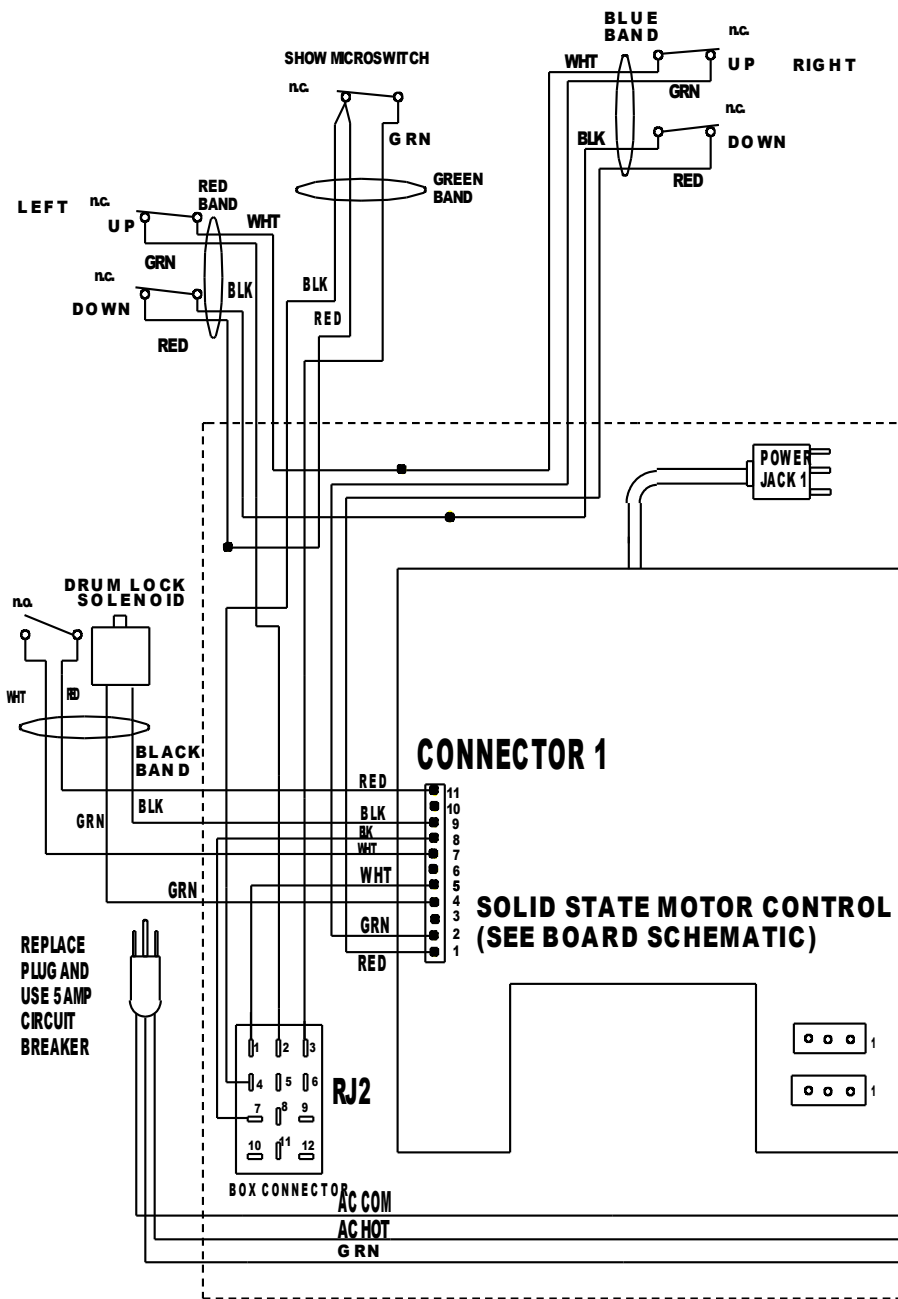 BLUE
BAND
n.c.
WHT
UP
RIGHT
GRN
n.c.
BLK
DOWN
RED
SHOW MICROSWITCH
n.c.
GRN
GREEN
BAND
RED
BAND
LEFT
n.c.
UP
WHT
GRN
n.c.
BLK
DOWN
RED
BLK
RED
POWER
JACK 1
DRUM LOCK
SOLENOID
n.o.
WHT
RED
BLACK
BAND
GRN
BLK
CONNECTOR 1
RED
11
10
BLK
9
BLK
8
WHT
7
6
WHT
5
GRN
4
3
GRN
2
RED
1
SOLID STATE MOTOR CONTROL
(SEE BOARD SCHEMATIC)
REPLACE
PLUG AND
USE 5 AMP
CIRCUIT
BREAKER
1
2
3
4
5
6
7
8
9
10
11
12
RJ2
BOX CONNECTOR
1
1
AC COM
AC HOT
GRN